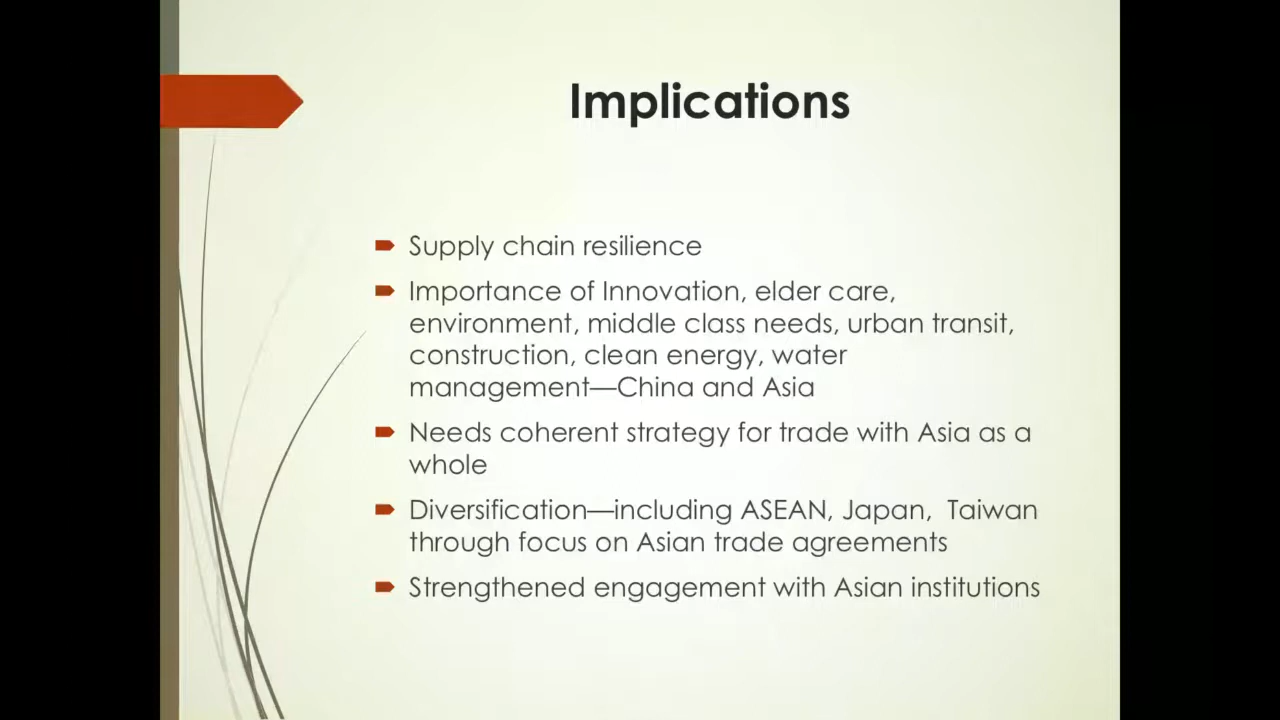 Implications
Supply chain resilience
Importance of Innovation, elder care,
environment, middle class needs, urban transit,
construction, clean energy, water
management—China and Asia
Needs coherent strategy for trade with Asia as a
whole
Diversification—including ASEAN, Japan,  Taiwan
through focus on Asian trade agreements
Strengthened engagement with Asian institutions